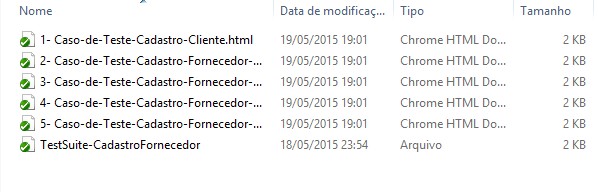 Nome Data de modificaç... Tipo Tamanho
1- Caso-de-Teste-Cadastro-Cliente.html 19/05/2015 19:01 Chrome HTML Do... 2 KB
2- Caso-de-Teste-Cadastro-Fornecedor-... 19/05/2015 19:01 Chrome HTML Do... 2 KB
3- Caso-de-Teste-Cadastro-Fornecedor-... 19/05/2015 19:01 Chrome HTML Do... 2 KB
4- Caso-de-Teste-Cadastro-Fornecedor-... 19/05/2015 19:01 Chrome HTML Do... 2 KB
5- Caso-de-Teste-Cadastro-Fornecedor-... 19/05/2015 19:01 Chrome HTML Do... 2 KB
TestSuite-CadastroFornecedor 18/05/2015 23:54 Arquivo 2 KB